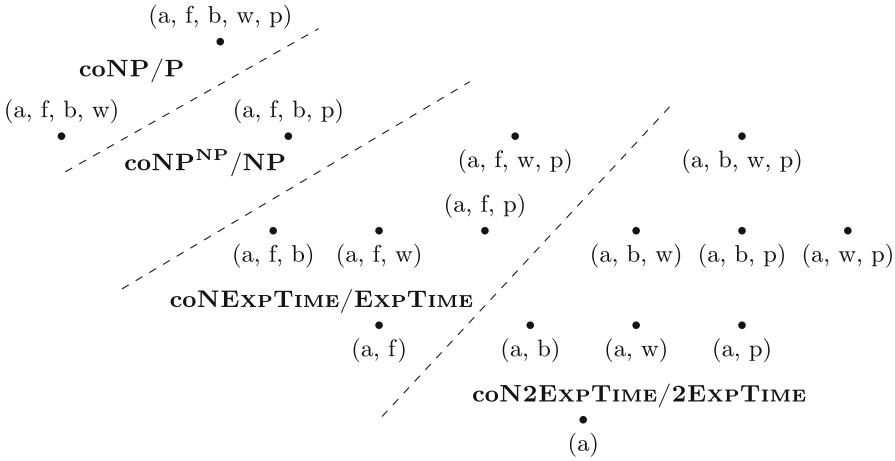 (a, f, b, w, p)
coNP/P
(a, f, b, w) (a, f, b, p)
coNP^NP/NP (a, f, w, p) (a, b, w, p)
(a, f, p)
(a, f, b) (a, f, w) (a, b, w) (a, b, p) (a, w, p)
coNExpTime/ExpTime
(a, f) (a, b) (a, w) (a, p)
coN2ExpTime/2ExpTime
(a)